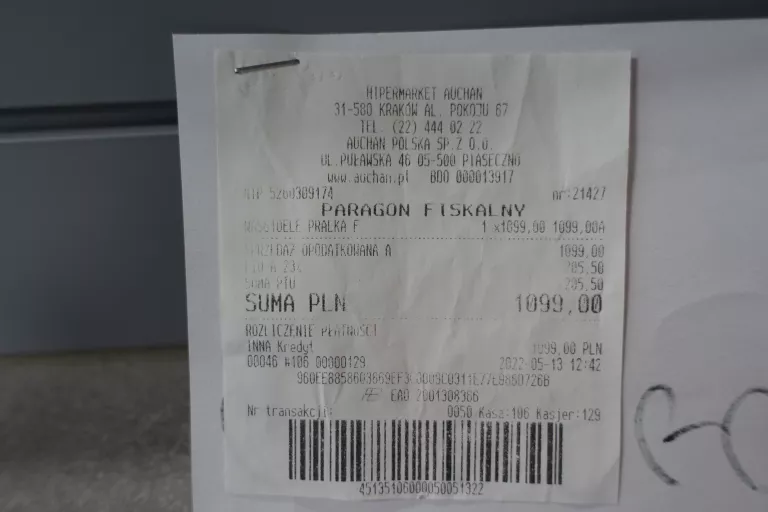 HIPERMARKET AUCHAN
31-580 KRAKÓW AL. POKOJU 67
TEL. (22) 444 02 22
AUCHAN POLSKA SP.Z O.O.
UL.PUŁAWSKA 46 05-500 PIASECZNO
www.auchan.pl BDO 000013917
NIP 5260309174 nr:21427
PARAGON FISKALNY
PRALKA F 1 x1099,00 1099,00A
SPRZEDAŻ OPODATKOWANA A 1099,00
PTU A 23% 205,50
SUMA PTU 205,50
SUMA PLN 1099,00
ROZLICZENIE PŁATNOŚCI
INNA Kredyt 1099,00 PLN
00046 #106 00000129 2022-05-13 12:42
EAO 2001308386
Nr transakcji: 0050 Kasa:106 Kasjer:129
45135106000050051322